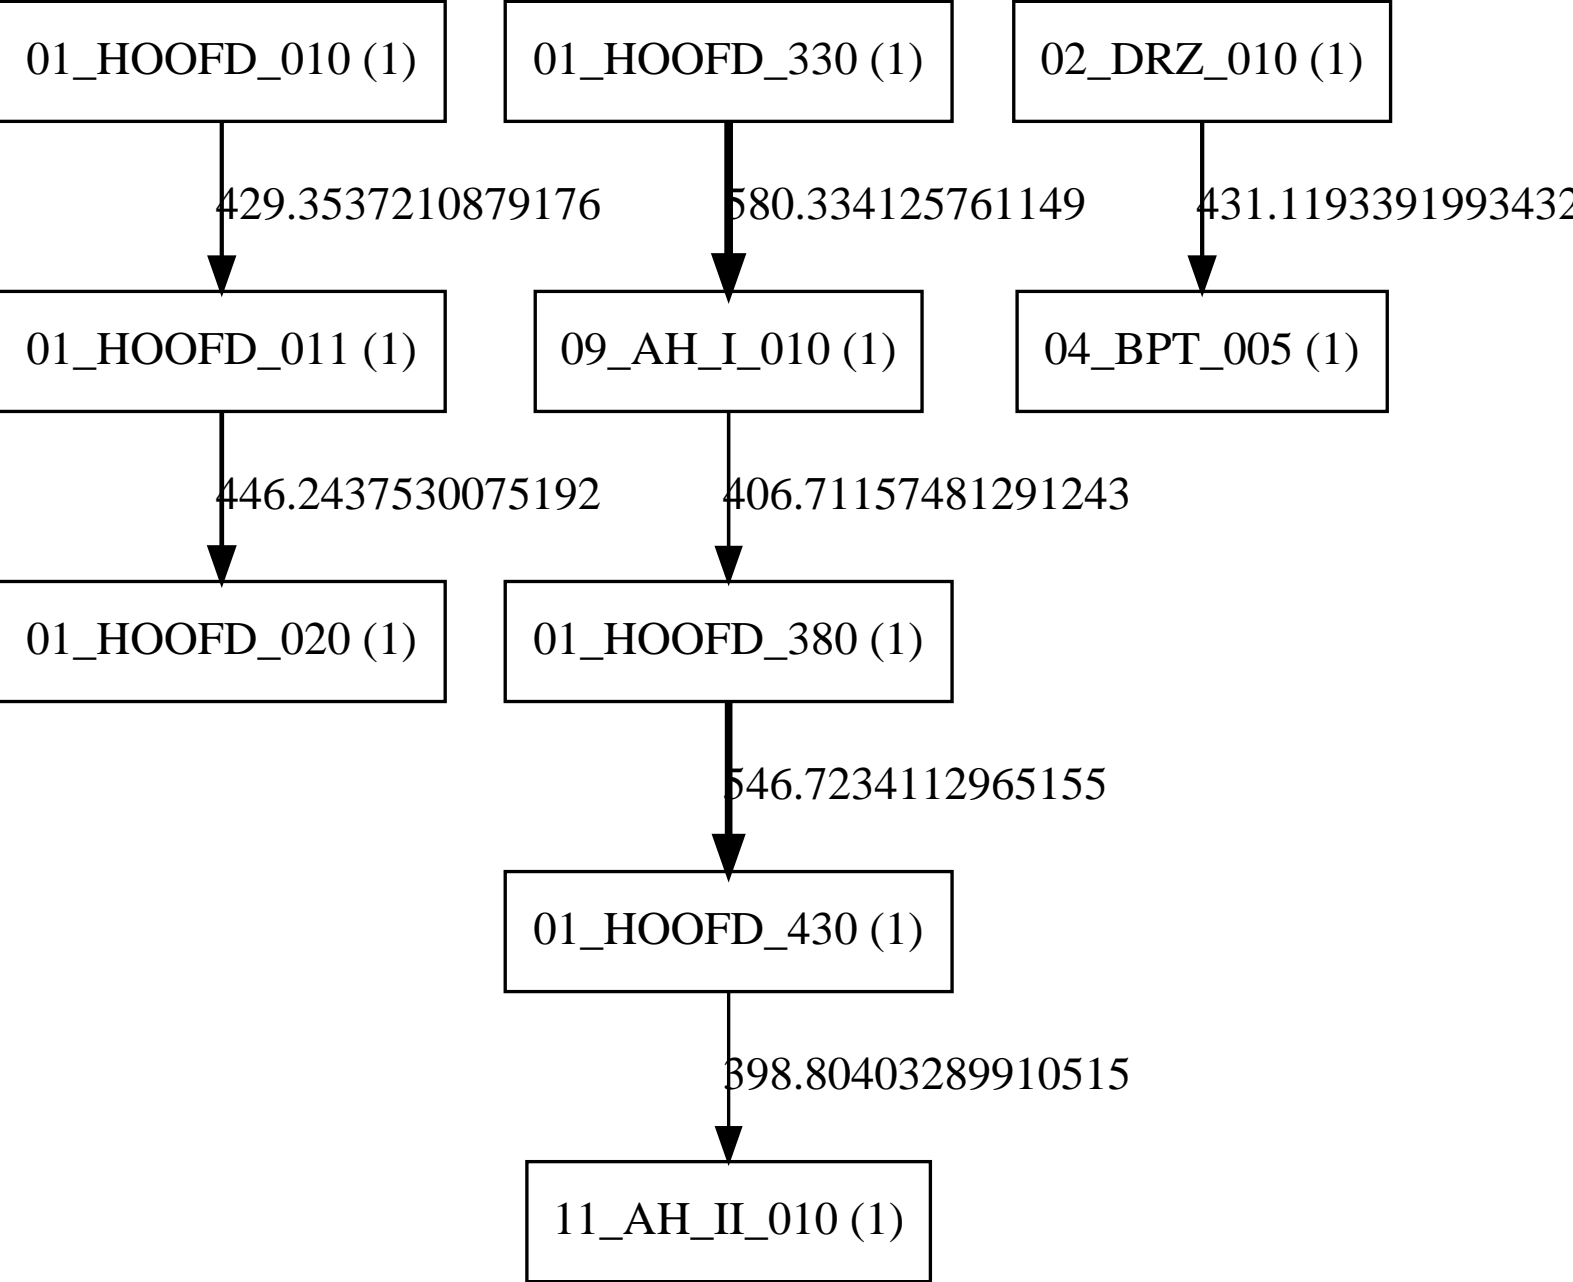 01_HOOFD_010 (1)
01_HOOFD_330 (1)
02_DRZ_010 (1)
429.3537210879176
580.334125761149
431.1193391993432
01_HOOFD_011 (1)
09_AH_I_010 (1)
04_BPT_005 (1)
446.2437530075192
406.71157481291243
01_HOOFD_020 (1)
01_HOOFD_380 (1)
546.7234112965155
01_HOOFD_430 (1)
398.80403289910515
11_AH_II_010 (1)